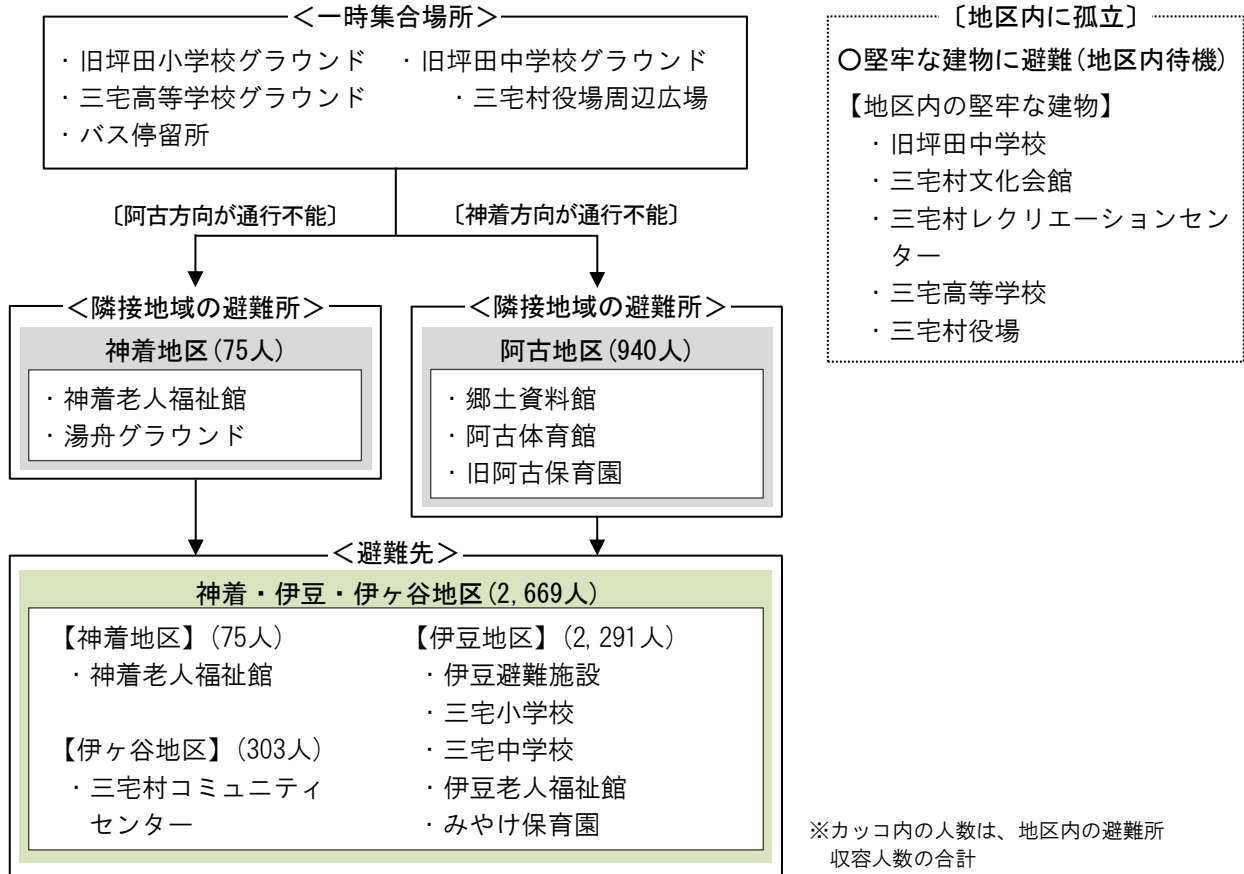 ＜一時集合場所＞
・旧坪田小学校グラウンド ・旧坪田中学校グラウンド
・三宅高等学校グラウンド ・三宅村役場周辺広場
・バス停留所
〔地区内に孤立〕
○堅牢な建物に避難(地区内待機)
【地区内の堅牢な建物】
・旧坪田中学校
・三宅村文化会館
・三宅村レクリエーションセン
ター
・三宅高等学校
・三宅村役場
〔阿古方向が通行不能〕
〔神着方向が通行不能〕
＜隣接地域の避難所＞
神着地区(75人)
・神着老人福祉館
・湯舟グラウンド
＜隣接地域の避難所＞
阿古地区(940人)
・郷土資料館
・阿古体育館
・旧阿古保育園
＜避難先＞
神着・伊豆・伊ヶ谷地区(2,669人)
【神着地区】(75人)
・神着老人福祉館
【伊ヶ谷地区】(303人)
・三宅村コミュニティ
センター
【伊豆地区】(2,291人)
・伊豆避難施設
・三宅小学校
・三宅中学校
・伊豆老人福祉館
・みやけ保育園
※カッコ内の人数は、地区内の避難所
収容人数の合計